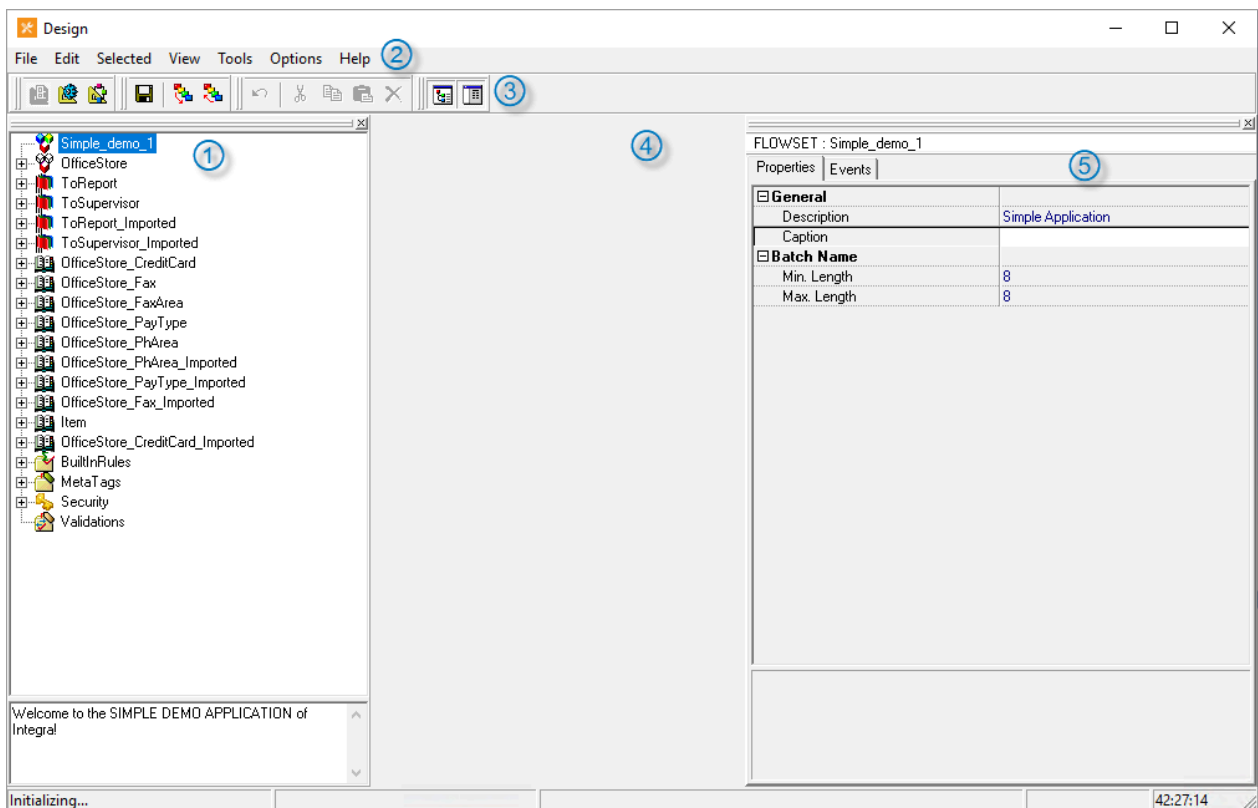 Design
File Edit Selected View Tools Options Help 2
3
Simple_demo_1
1
OfficeStore
ToReport
ToSupervisor
ToReport_Imported
ToSupervisor_Imported
OfficeStore_CreditCard
OfficeStore_Fax
OfficeStore_FaxArea
OfficeStore_PayType
OfficeStore_PhArea
OfficeStore_PhArea_Imported
OfficeStore_PayType_Imported
OfficeStore_Fax_Imported
Item
OfficeStore_CreditCard_Imported
BuiltInRules
MetaTags
Security
Validations
Welcome to the SIMPLE DEMO APPLICATION of
Integral
4
FLOWSET : Simple_demo_1
Properties Events
5
General
Description Simple Application
Caption
Batch Name
Min. Length 8
Max. Length 8
Initializing...
42:27:14